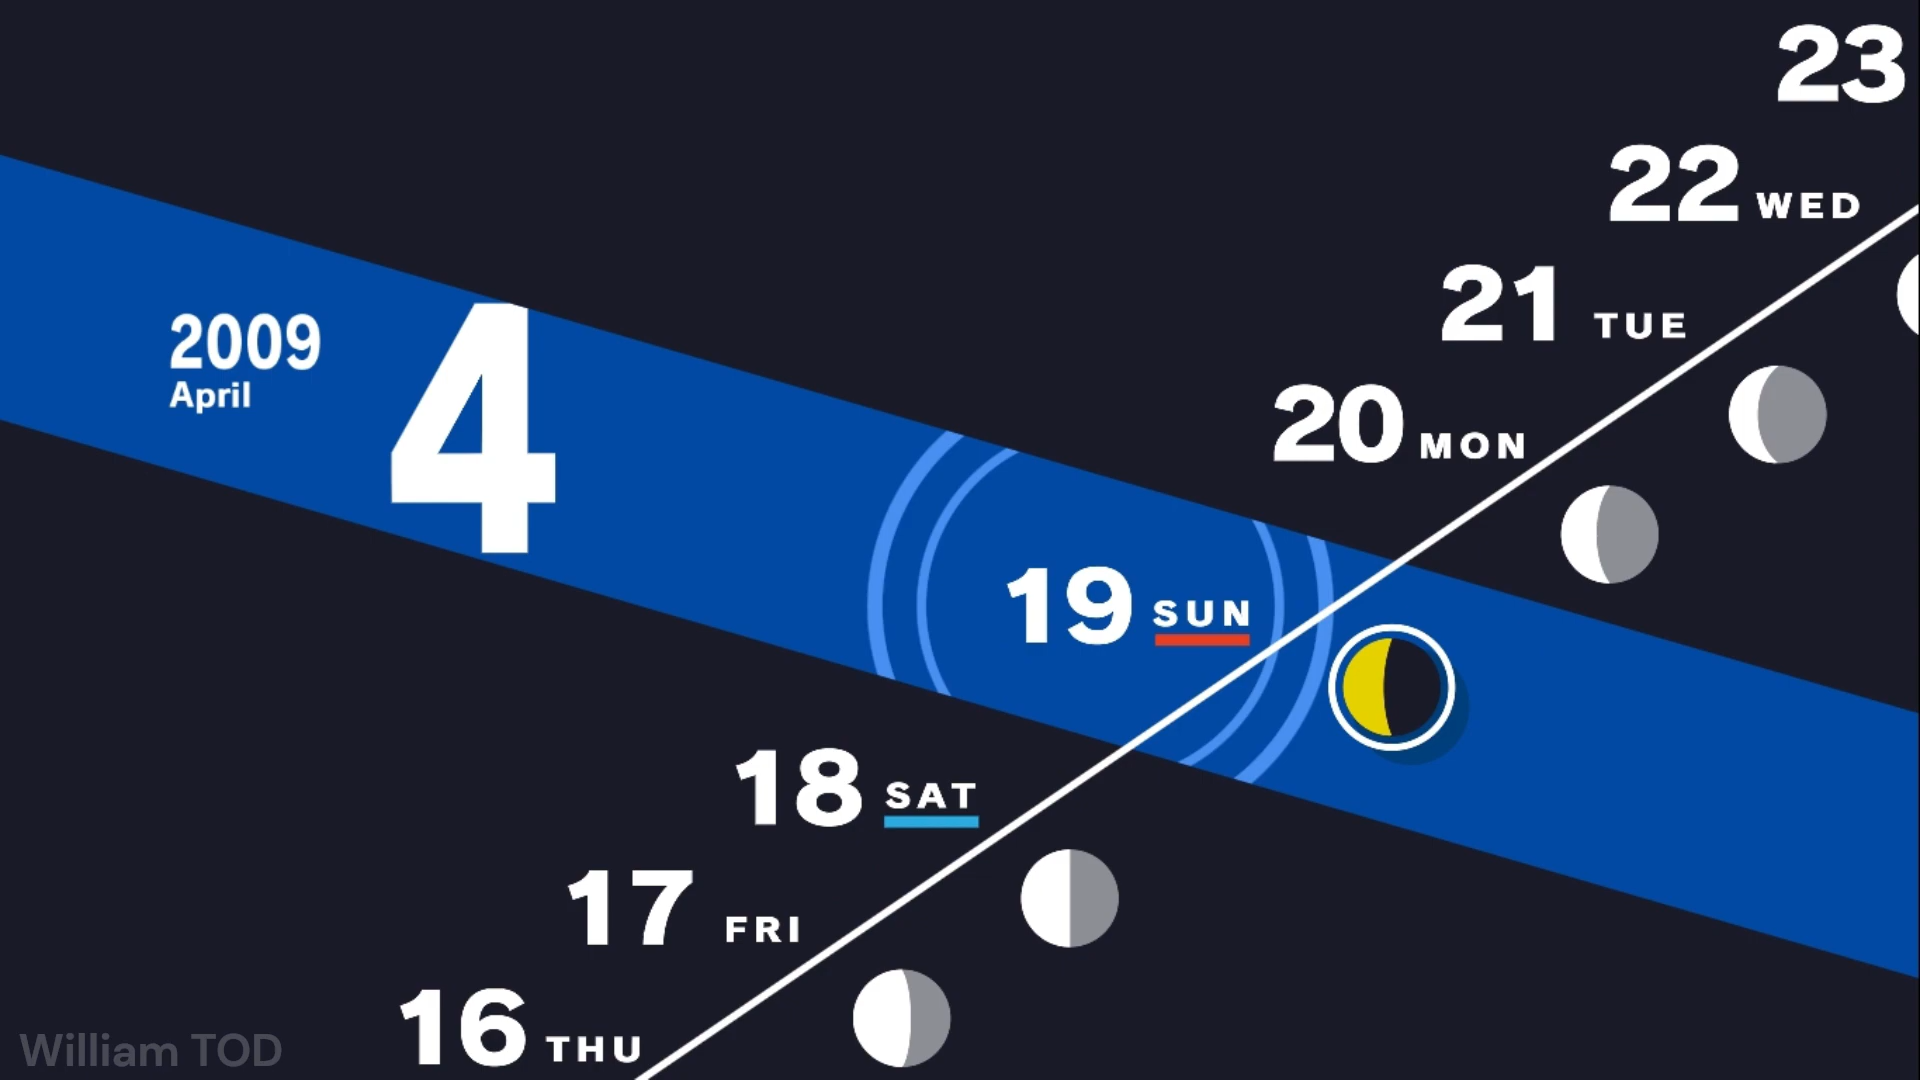 23
22 WED
21 TUE
2009
April
4
20 MON
19 SUN
18 SAT
17 FRI
16 THU
William TOD